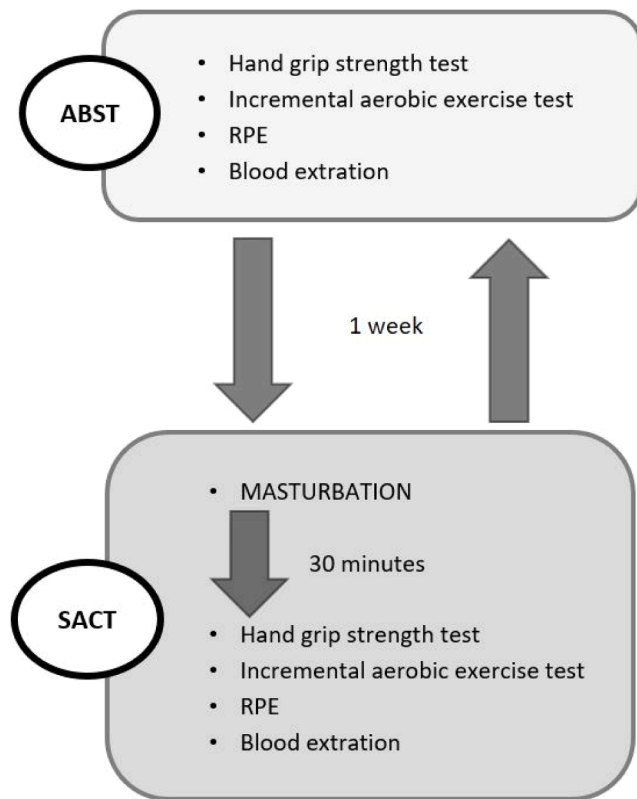 ABST
• Hand grip strength test
• Incremental aerobic exercise test
• RPE
• Blood extration
1 week
SACT
• MASTURBATION
30 minutes
• Hand grip strength test
• Incremental aerobic exercise test
• RPE
• Blood extration